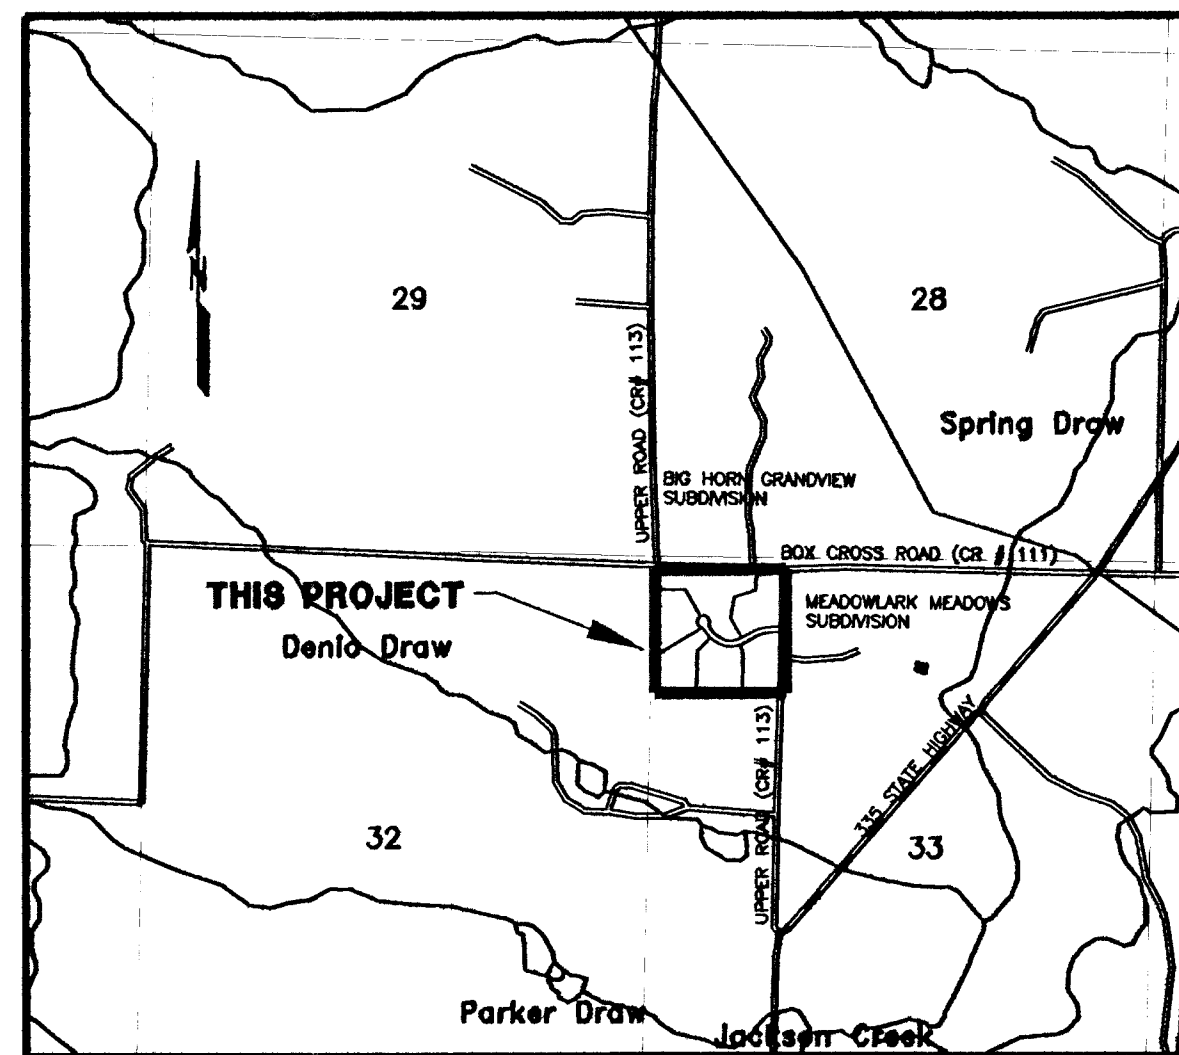 N
29
28
UPPER ROAD (CR# 113)
Spring Draw
BIG HORN GRANDVIEW
SUBDIVISION
BOX CROSS ROAD (CR # 111)
THIS PROJECT
MEADOWLARK MEADOWS
SUBDIVISION
Denio Draw
335 STATE HIGHWAY
UPPER ROAD (CR# 113)
32
33
Parker Draw
Jackson Creek